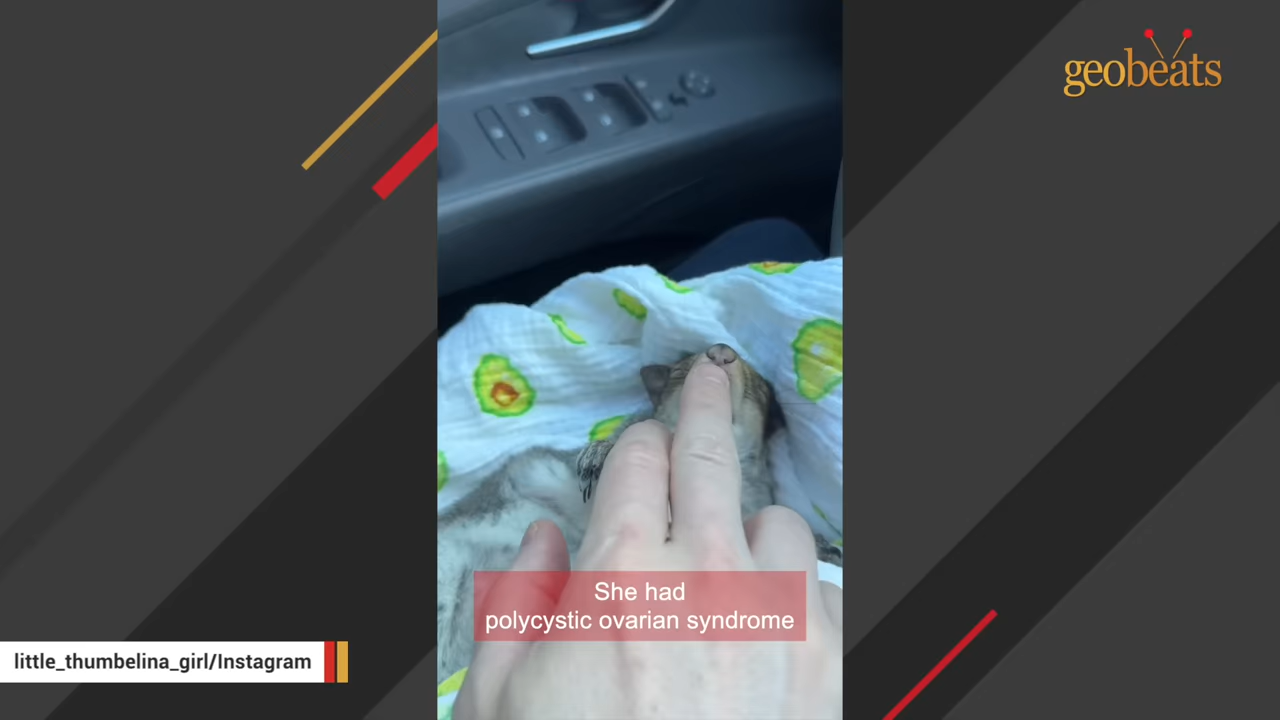 geobeats
She had
polycystic ovarian syndrome
little_thumbelina_girl/Instagram